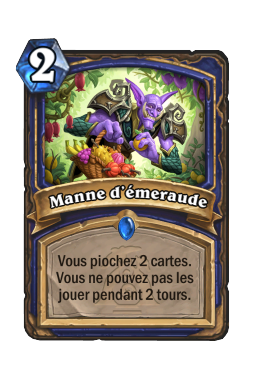 2
Manne d'émeraude
Vous piochez 2 cartes.
Vous ne pouvez pas les
jouer pendant 2 tours.